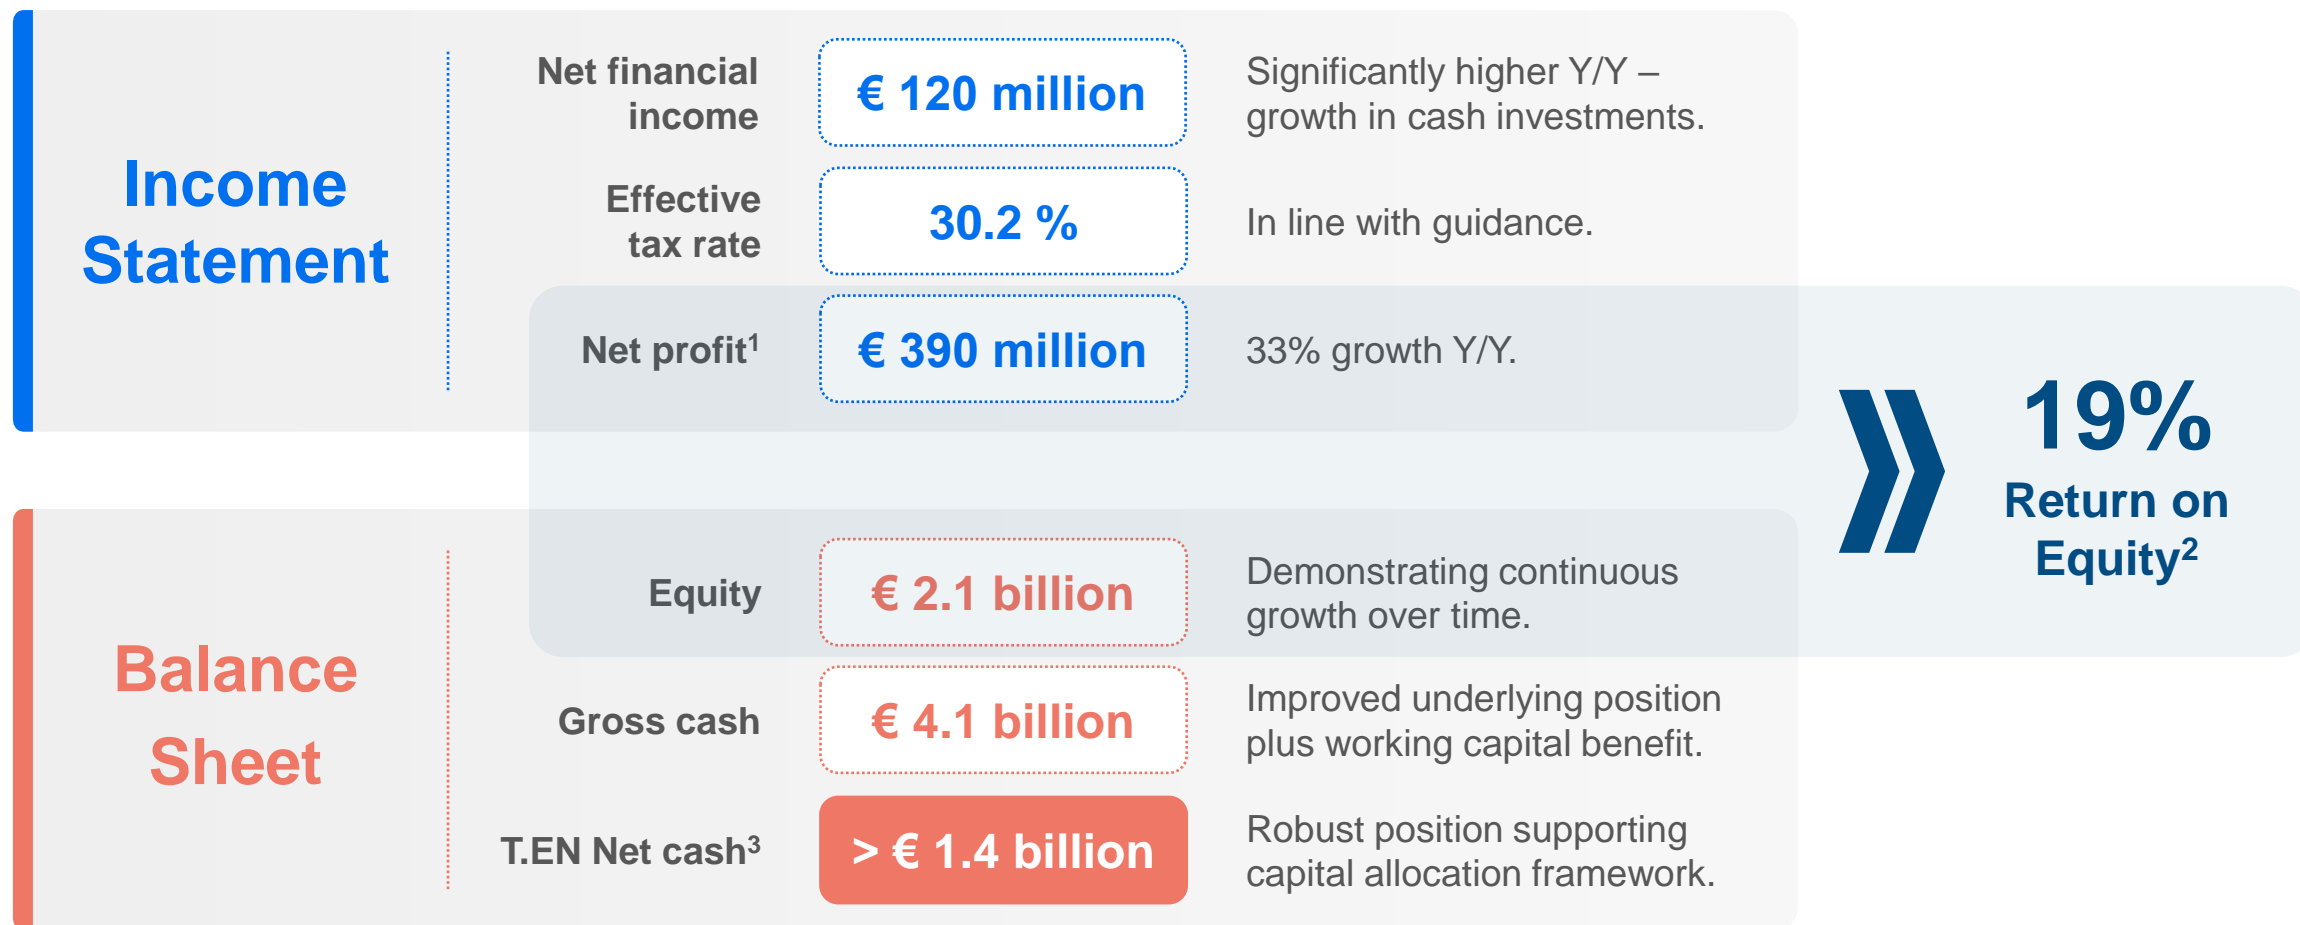 Income
Statement
Net financial
income
€ 120 million
Significantly higher Y/Y –
growth in cash investments.
Effective
tax rate
30.2 %
In line with guidance.
Net profit¹
€ 390 million
33% growth Y/Y.
19%
Return on
Equity²
Balance
Sheet
Equity
€ 2.1 billion
Demonstrating continuous
growth over time.
Gross cash
€ 4.1 billion
Improved underlying position
plus working capital benefit.
T.EN Net cash³
> € 1.4 billion
Robust position supporting
capital allocation framework.